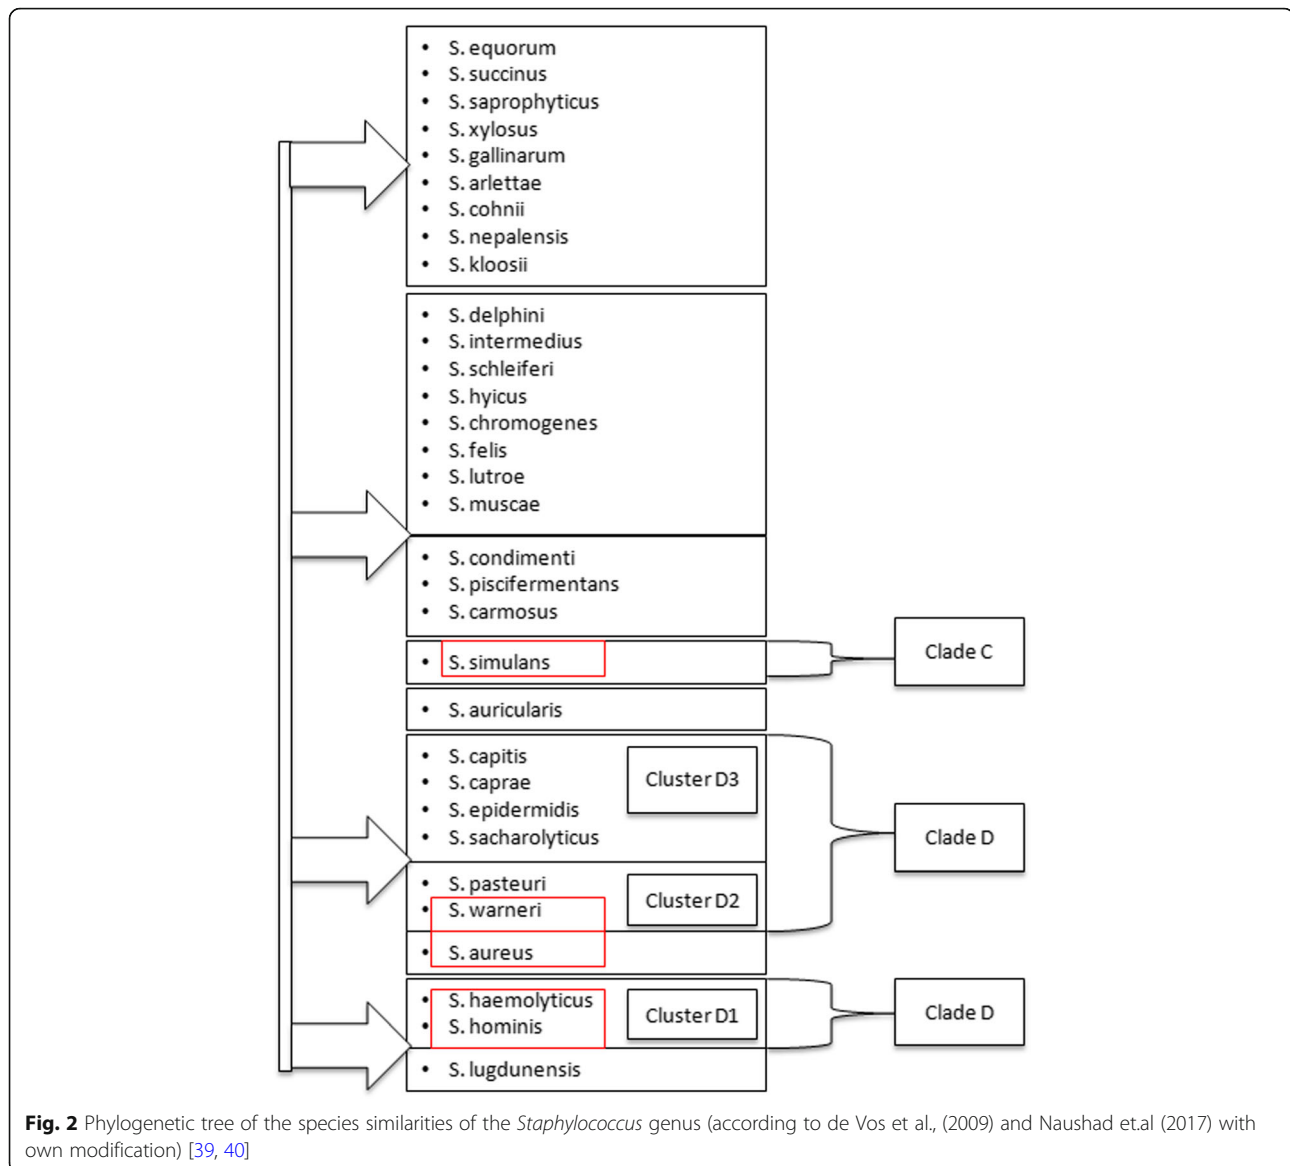 • S. equorum
• S. succinus
• S. saprophyticus
• S. xylosus
• S. gallinarum
• S. arlettae
• S. cohnii
• S. nepalensis
• S. kloosii
• S. delphini
• S. intermedius
• S. schleiferi
• S. hyicus
• S. chromogenes
• S. felis
• S. lutroe
• S. muscae
• S. condimenti
• S. piscifermentans
• S. carmosus
• S. simulans
Clade C
• S. auricularis
• S. capitis
• S. caprae
• S. epidermidis
• S. sacharolyticus
Cluster D3
Clade D
• S. pasteuri
• S. warneri
Cluster D2
• S. aureus
• S. haemolyticus
• S. hominis
Cluster D1
Clade D
• S. lugdunensis
Fig. 2 Phylogenetic tree of the species similarities of the Staphylococcus genus (according to de Vos et al., (2009) and Naushad et.al (2017) with
own modification) [39, 40]